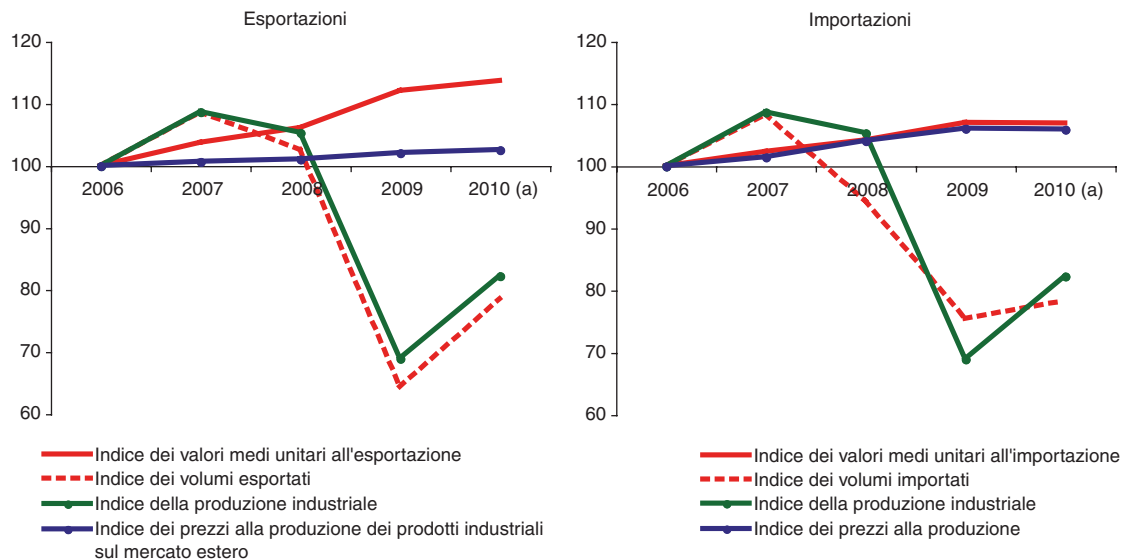 Esportazioni
120
110
100
90
80
70
60
2006 2007 2008 2009 2010 (a)
Indice dei valori medi unitari all'esportazione
Indice dei volumi esportati
Indice della produzione industriale
Indice dei prezzi alla produzione dei prodotti industriali
sul mercato estero
Importazioni
120
110
100
90
80
70
60
2006 2007 2008 2009 2010 (a)
Indice dei valori medi unitari all'importazione
Indice dei volumi importati
Indice della produzione industriale
Indice dei prezzi alla produzione